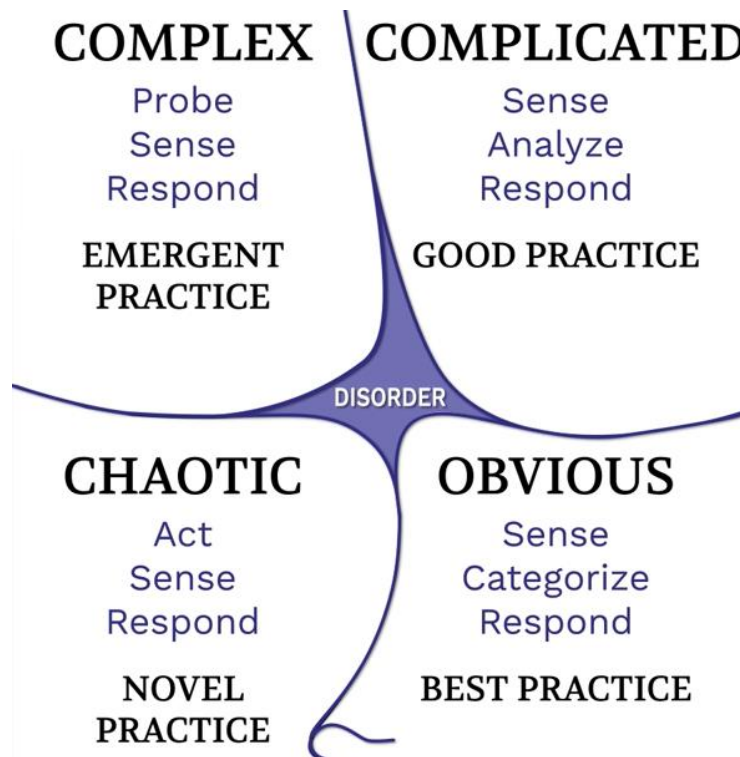 COMPLEX
Probe
Sense
Respond
EMERGENT
PRACTICE
COMPLICATED
Sense
Analyze
Respond
GOOD PRACTICE
DISORDER
CHAOTIC
Act
Sense
Respond
NOVEL
PRACTICE
OBVIOUS
Sense
Categorize
Respond
BEST PRACTICE